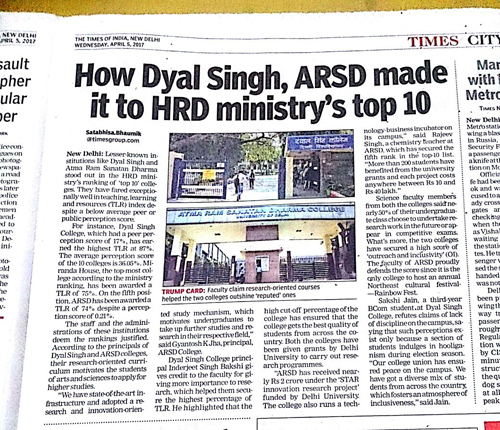 NEW DELHI
APRIL 5, 2017
THE TIMES OF INDIA, NEW DELHI
WEDNESDAY, APRIL 5, 2017
TIMES CITY
How Dyal Singh, ARSD made
it to HRD ministry's top 10
Satabhisa.Bhaumik
@timesgroup.com
New Delhi: Lesser-known
institutions like Dyal Singh and
Atma Ram Sanatan Dharma
stood out in the HRD
ministry's ranking of 'top 10' colleges.
They have fared exceptionally
well in teaching, learning
and resources (TLR) index despite
a below average peer or
public perception score.
For instance, Dyal Singh
College, which had a peer perception
score of 17%, has earned
the highest TLR at 87%.
The average perception score
of the 10 colleges is 36.05%. Miranda
House, the top most college
according to the ministry
ranking, has been awarded a
TLR of 75%. On the fifth position,
ARSD has been awarded a
TLR of 74% despite a perception
score of 0.21%.
The staff and the
administrations of these institutions
deem the rankings justified.
According to the principals of
Dyal Singh and ARSD colleges,
their research-oriented curriculum
motivates the students
of arts and sciences to apply for
higher studies.
"We have state-of-the art infrastructure
and adopted a research
and innovation-oriented
दयाल सिंह कॉलेज
ATMA RAM SANATAN DHARMA COLLEGE
TRUMP CARD: Faculty claim research-oriented courses
helped the two colleges outshine 'reputed' ones
study mechanism, which
motivates undergraduates to
take up further studies and research
in their respective field,"
said Gyantosh K Jha, principal,
ARSD College.
Dyal Singh College principal
Inderjeet Singh Bakshi gives
credit to the faculty for giving
more importance to research,
which helped them score
the highest percentage of
TLR. He highlighted that the
high cut-off percentage of the
college has ensured that the
college gets the best quality of
students from across the country.
Both the colleges have
been given grants by Delhi
University to carry out research
programmes.
"ARSD has received nearly
Rs 2 crore under the 'STAR
innovation research project'
funded by Delhi University.
The college also runs a technology-business
incubator on
its campus," said Rajeev
Singh, a chemistry teacher at
ARSD, which has secured the
fifth rank in the top-10 list.
"More than 200 students have
benefited from the university
grants and each project costs
anywhere between Rs 10 and
Rs 40 lakh."
Science faculty members
from both the colleges said nearly
50% of their undergraduate
class choose to undertake research
work in the future or appear
in competitive exams.
What's more, the two colleges
have secured a high score of
'outreach and inclusivity' (OI).
The faculty of ARSD proudly
defends the score since it is the
only college to host an annual
Northeast cultural festival
—Rainbow Fest.
Sakshi Jain, a third-year
BCom student at Dyal Singh
College, refutes claims of lack
of discipline on the campus, saying
that such perceptions exist
only because a section of
students indulges in hooliganism
during election season.
"Our college union has ensured
peace on the campus. We
have got a diverse mix of students
from across the country,
which fosters an atmosphere of
inclusiveness," said Jain.